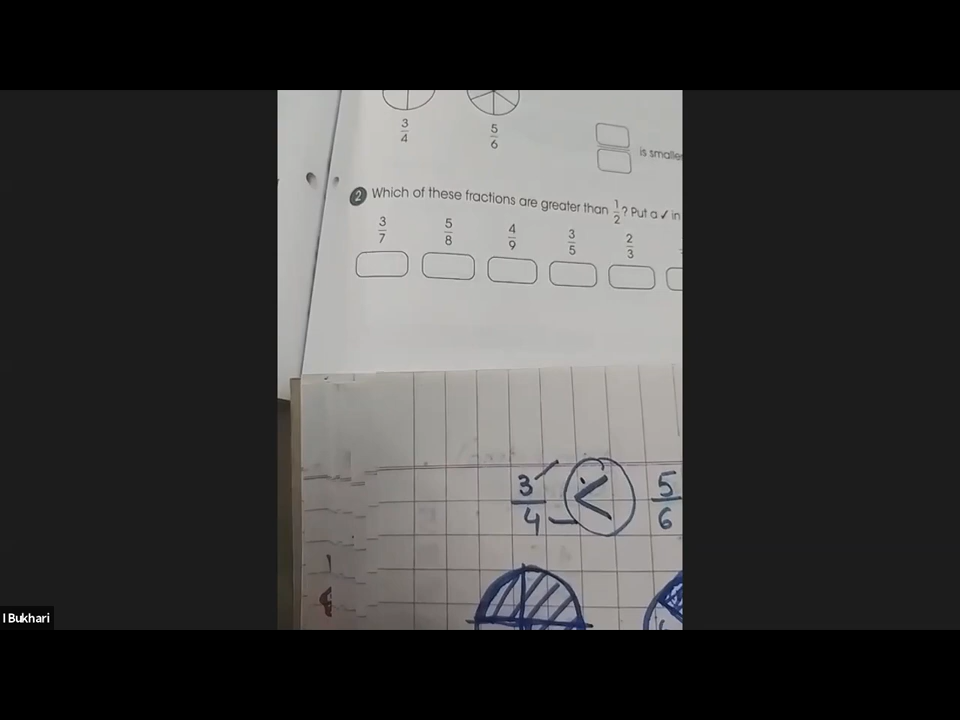 3/4 5/6
is smaller
2 Which of these fractions are greater than 1/2? Put a ✓ in
3/7 5/8 4/9 3/5 2/3
3/4 < 5/6
I Bukhari